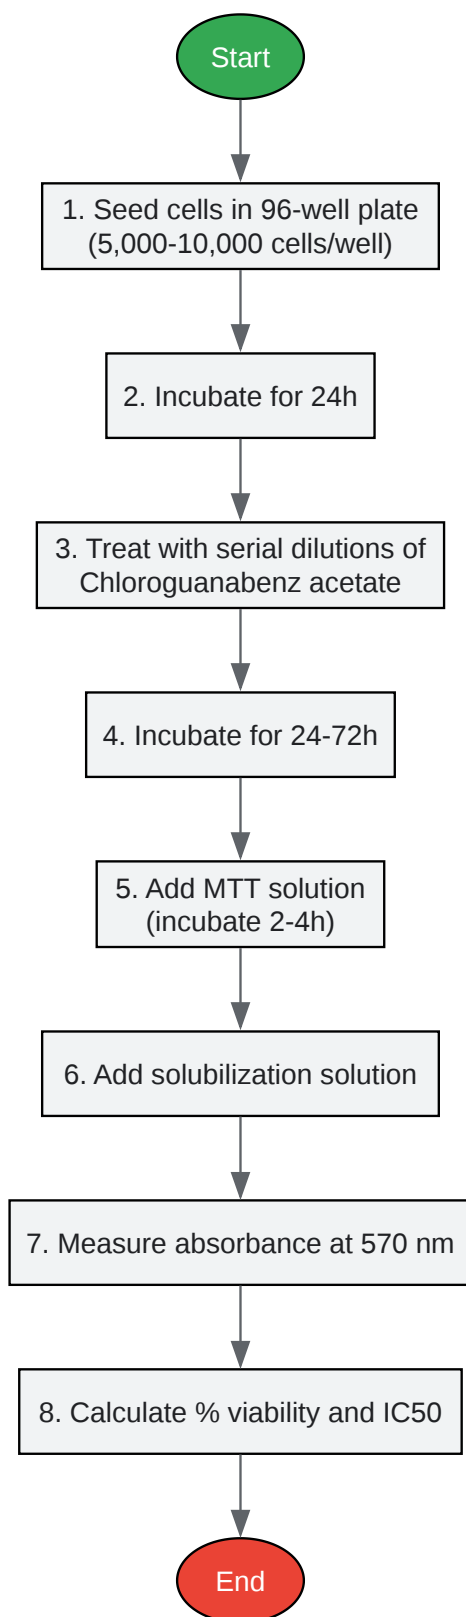 Start
1. Seed cells in 96-well plate
(5,000-10,000 cells/well)
2. Incubate for 24h
3. Treat with serial dilutions of
Chloroguanabenz acetate
4. Incubate for 24-72h
5. Add MTT solution
(incubate 2-4h)
6. Add solubilization solution
7. Measure absorbance at 570 nm
8. Calculate % viability and IC50
End